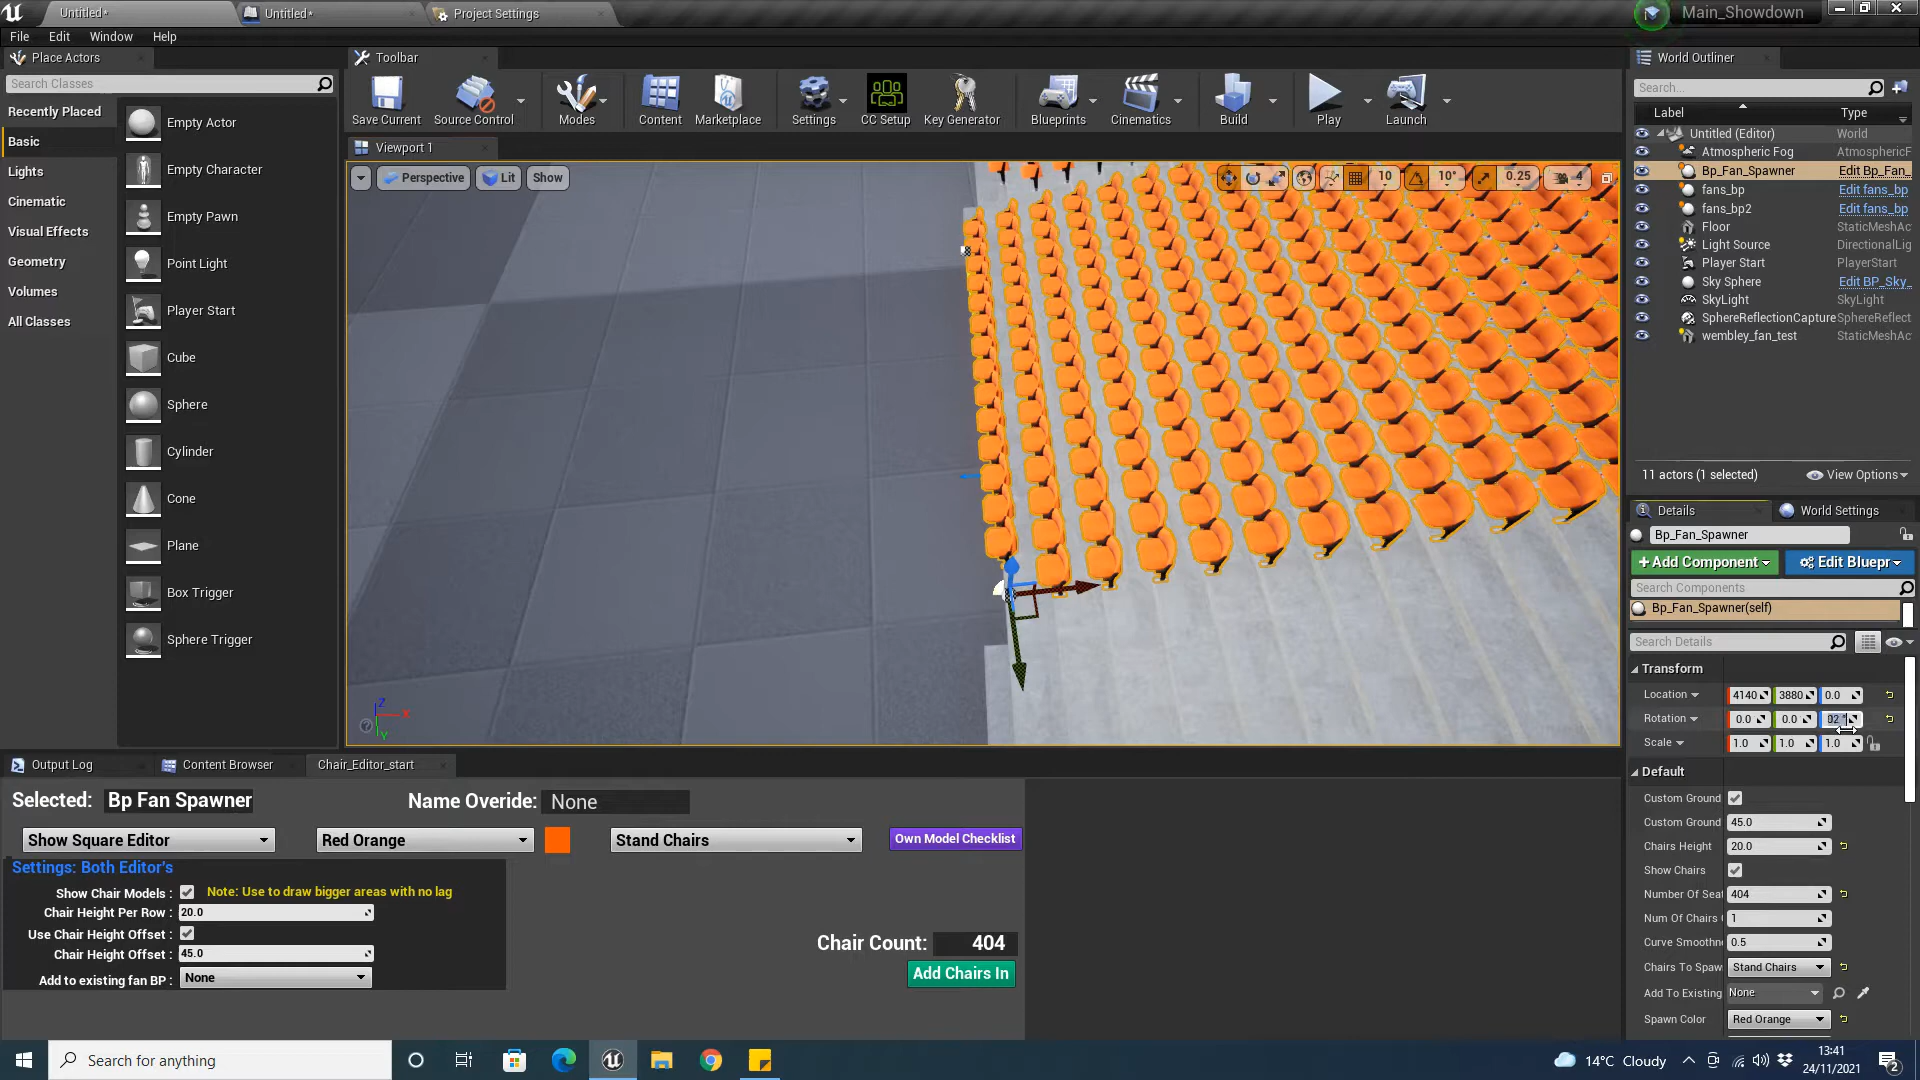 Untitled*
Untitled*
Project Settings
Main_Showdown
File Edit Window Help
Place Actors
Search Classes
Recently Placed
Basic
Lights
Cinematic
Visual Effects
Geometry
Volumes
All Classes
Empty Actor
Empty Character
Empty Pawn
Point Light
Player Start
Cube
Sphere
Cylinder
Cone
Plane
Box Trigger
Sphere Trigger
Toolbar
Save Current
Source Control
Modes
Content
Marketplace
Settings
CC Setup
Key Generator
Blueprints
Cinematics
Build
Play
Launch
Viewport 1
Perspective
Lit
Show
10
10°
0.25
4
Z
X
Y
World Outliner
Search...
Label Type
Untitled (Editor) World
Atmospheric Fog AtmosphericF
Bp_Fan_Spawner Edit Bp_Fan_
fans_bp Edit fans_bp
fans_bp2 Edit fans_bp
Floor StaticMeshAc
Light Source DirectionalLig
Player Start PlayerStart
Sky Sphere Edit BP_Sky_
SkyLight SkyLight
SphereReflectionCapture SphereReflect
wembley_fan_test StaticMeshAc
11 actors (1 selected)
View Options
Details
World Settings
Bp_Fan_Spawner
+Add Component
Edit Bluepr
Search Components
Bp_Fan_Spawner(self)
Search Details
Transform
Location 4140 3880 0.0
Rotation 0.0 0.0
Scale 1.0 1.0 1.0
Default
Custom Ground
Custom Ground 45.0
Chairs Height 20.0
Show Chairs
Number Of Sea 404
Num Of Chairs 1
Curve Smoothn 0.5
Chairs To Spaw Stand Chairs
Add To Existing None
Spawn Color Red Orange
Output Log
Content Browser
Chair_Editor_start
Selected: Bp Fan Spawner
Name Overide: None
Show Square Editor
Red Orange
Stand Chairs
Own Model Checklist
Settings: Both Editor's
Show Chair Models :
Note: Use to draw bigger areas with no lag
Chair Height Per Row : 20.0
Use Chair Height Offset :
Chair Height Offset : 45.0
Add to existing fan BP : None
Chair Count: 404
Add Chairs In
Search for anything
14°C Cloudy
13:41
24/11/2021
2